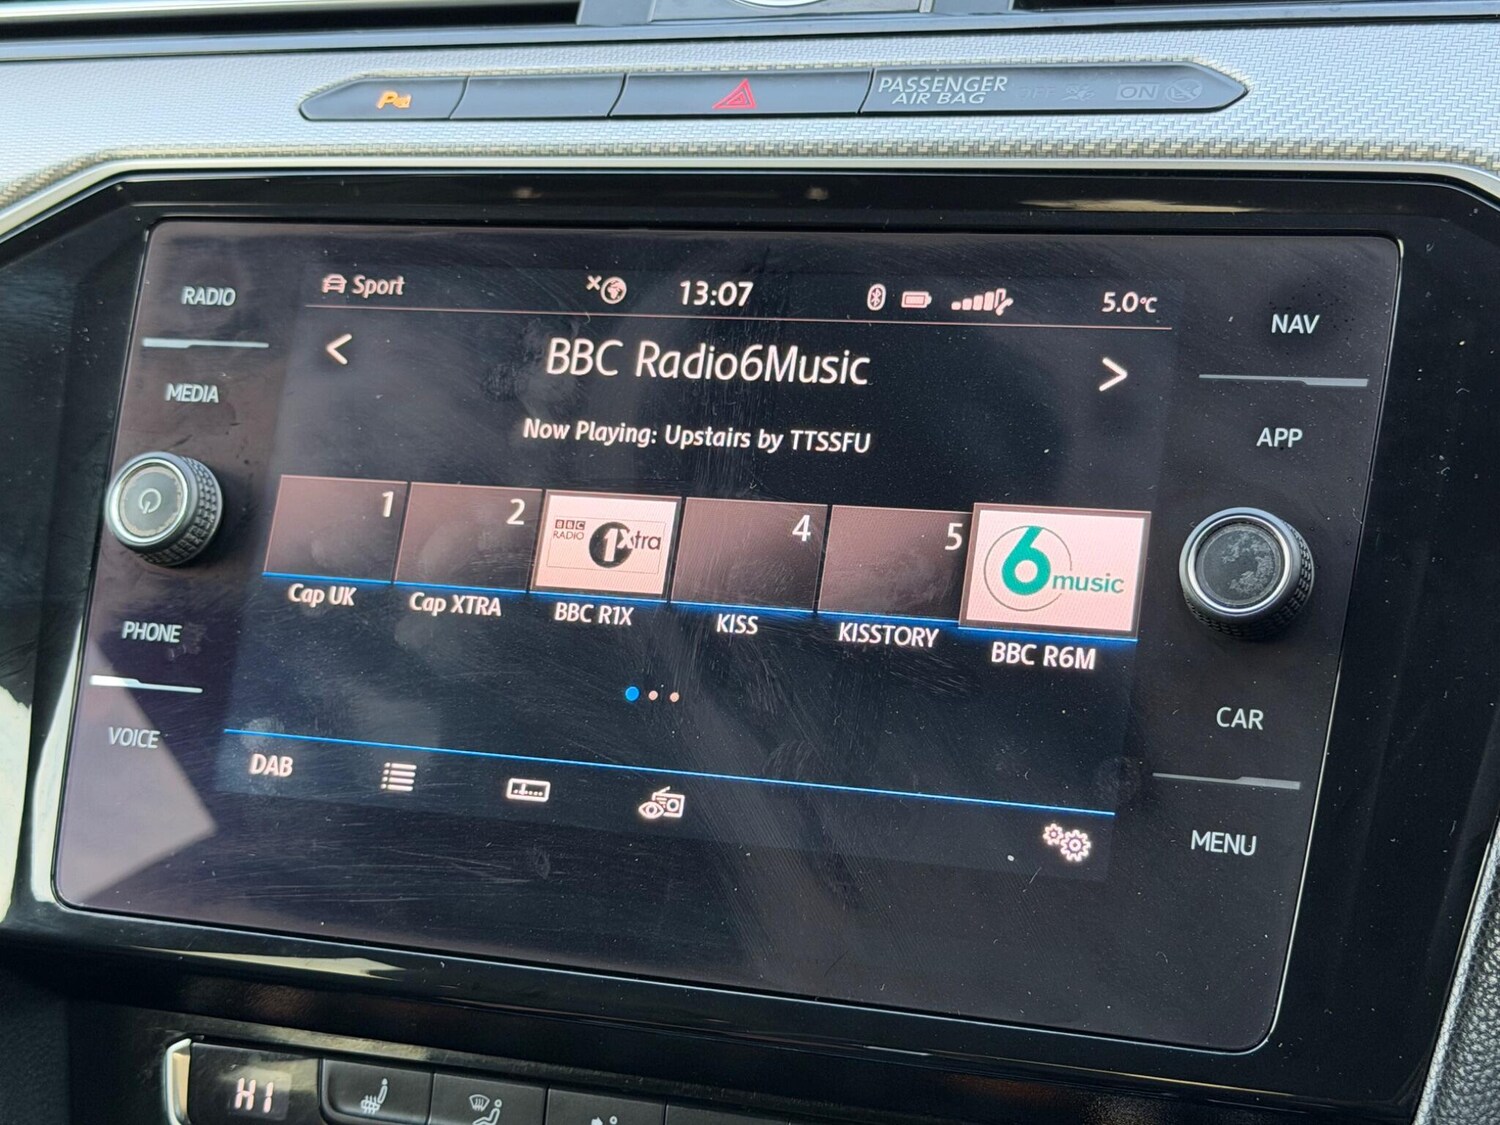 PASSENGER
AIR BAG OFF ON
RADIO
MEDIA
PHONE
VOICE
Sport 13:07 5.0°C
< BBC Radio6Music >
Now Playing: Upstairs by TTSSFU
1 2 4 5
BBC
RADIO 1Xtra
6 music
Cap UK Cap XTRA BBC R1X KISS KISSTORY BBC R6M
DAB
NAV
APP
CAR
MENU
HI